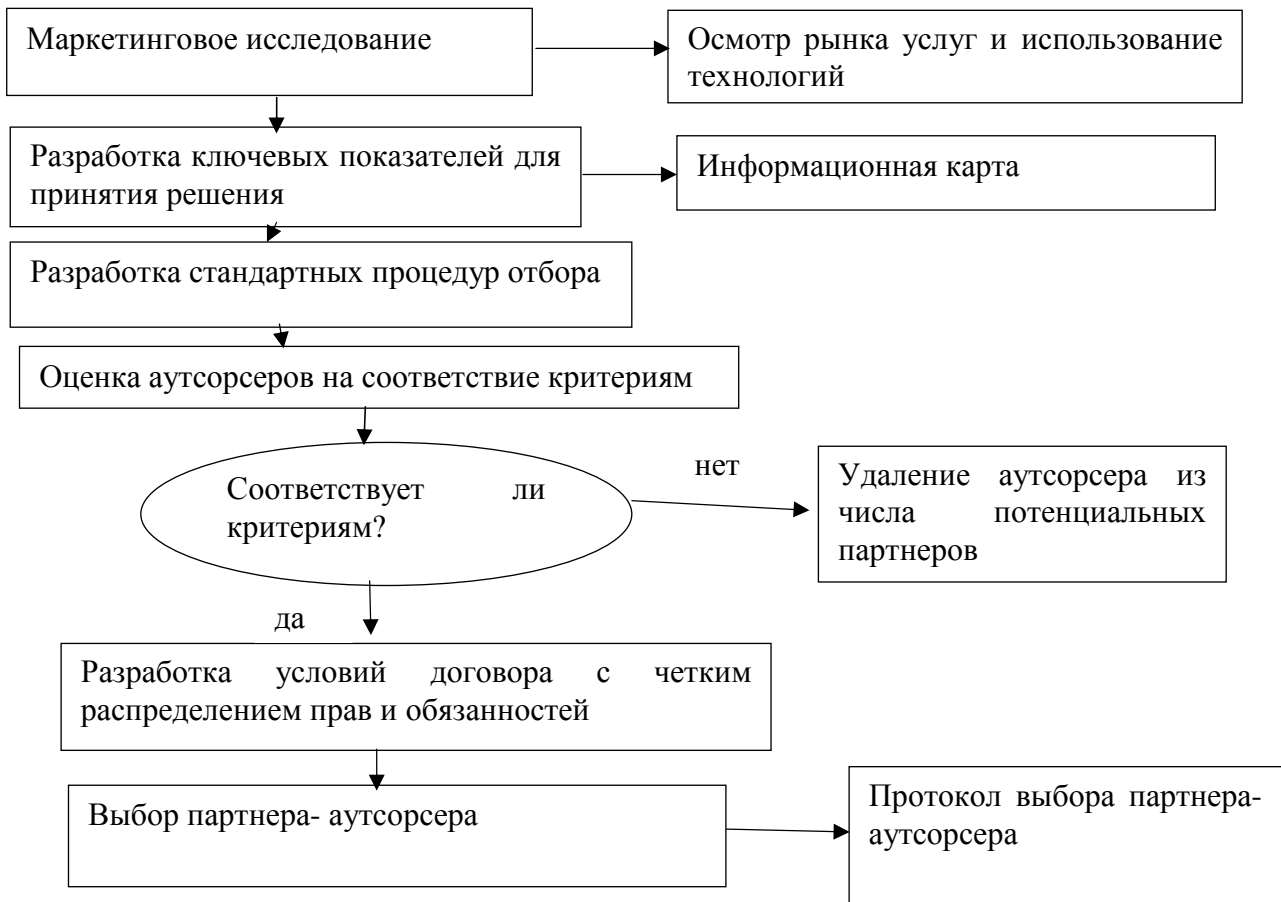 Маркетинговое исследование
Осмотр рынка услуг и использование
технологий
Разработка ключевых показателей для
принятия решения
Информационная карта
Разработка стандартных процедур отбора
Оценка аутсорсеров на соответствие критериям
Соответствует ли
критериям?
нет
Удаление аутсорсера из
числа потенциальных
партнеров
да
Разработка условий договора с четким
распределением прав и обязанностей
Выбор партнера- аутсорсера
Протокол выбора партнера-
аутсорсера